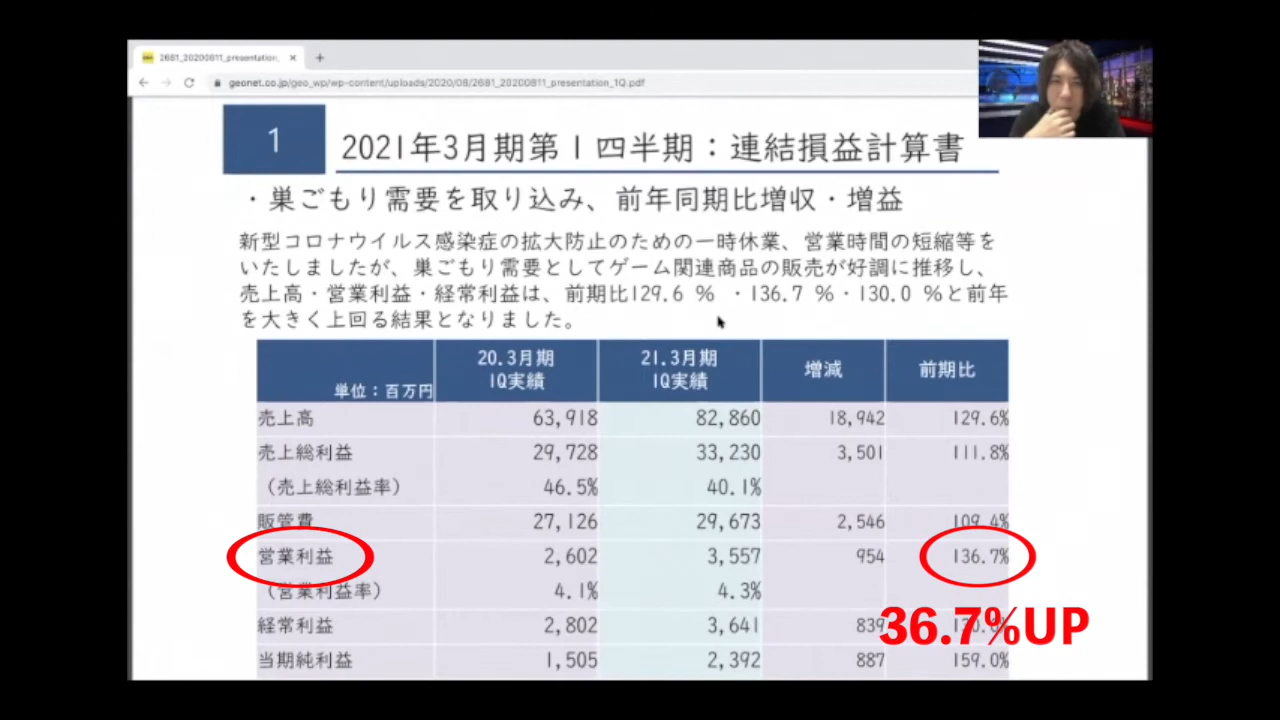 2681_20200811_presentation_
geonet.co.jp/geo_wp/wp-content/uploads/2020/08/2681_20200811_presentation_1Q.pdf
1
2021年3月期第1四半期：連結損益計算書
・巣ごもり需要を取り込み、前年同期比増収・増益
新型コロナウイルス感染症の拡大防止のための一時休業、営業時間の短縮等を
いたしましたが、巣ごもり需要としてゲーム関連商品の販売が好調に推移し、
売上高・営業利益・経常利益は、前期比129.6 % ・136.7 %・130.0 %と前年
を大きく上回る結果となりました。
単位：百万円 20.3月期 1Q実績 21.3月期 1Q実績 増減 前期比
売上高 63,918 82,860 18,942 129.6%
売上総利益 29,728 33,230 3,501 111.8%
（売上総利益率） 46.5% 40.1%
販管費 27,126 29,673 2,546 109.4%
営業利益 2,602 3,557 954 136.7%
（営業利益率） 4.1% 4.3%
経常利益 2,802 3,641 839
36.7%UP
当期純利益 1,505 2,392 887 159.0%